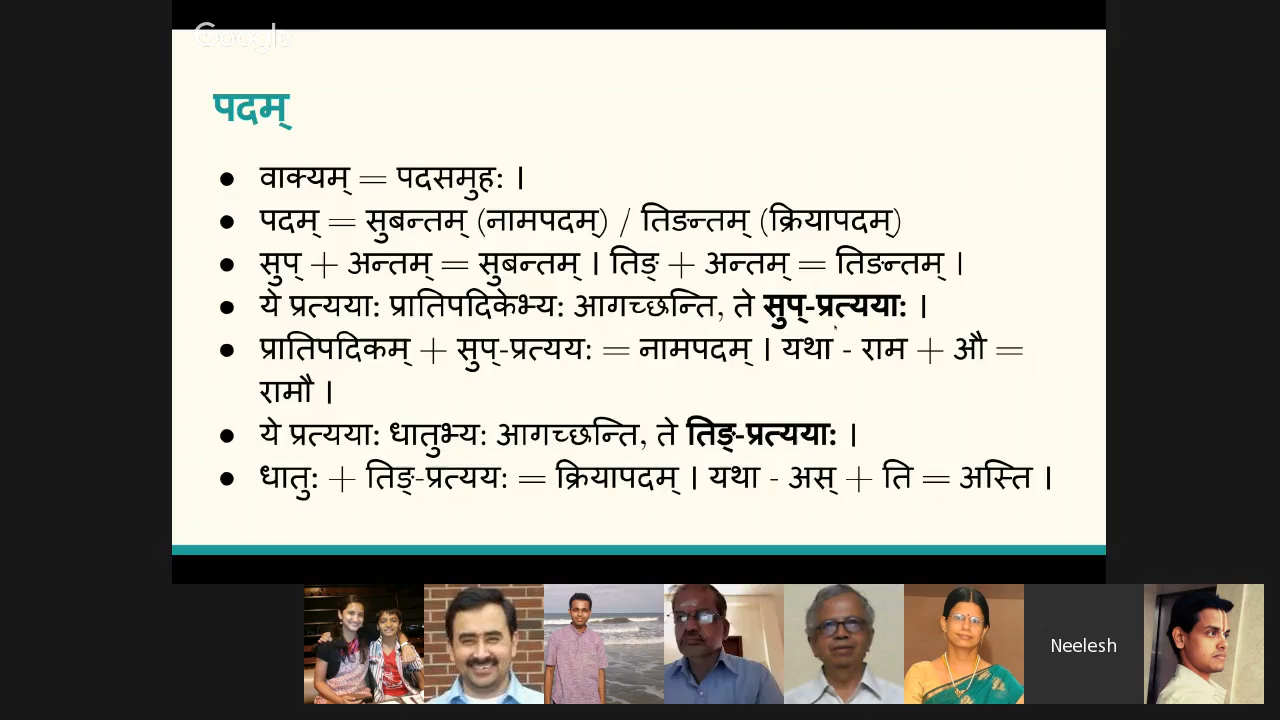 Google
पदम्
● वाक्यम् = पदसमुहः ।
● पदम् = सुबन्तम् (नामपदम्) / तिङन्तम् (क्रियापदम्)
● सुप् + अन्तम् = सुबन्तम् । तिङ् + अन्तम् = तिङन्तम् ।
● ये प्रत्ययाः प्रातिपदिकेभ्यः आगच्छन्ति, ते सुप्-प्रत्ययाः ।
● प्रातिपदिकम् + सुप्-प्रत्ययः = नामपदम् । यथा - राम + औ =
रामौ ।
● ये प्रत्ययाः धातुभ्यः आगच्छन्ति, ते तिङ्-प्रत्ययाः ।
● धातुः + तिङ्-प्रत्ययः = क्रियापदम् । यथा - अस् + ति = अस्ति ।
Neelesh